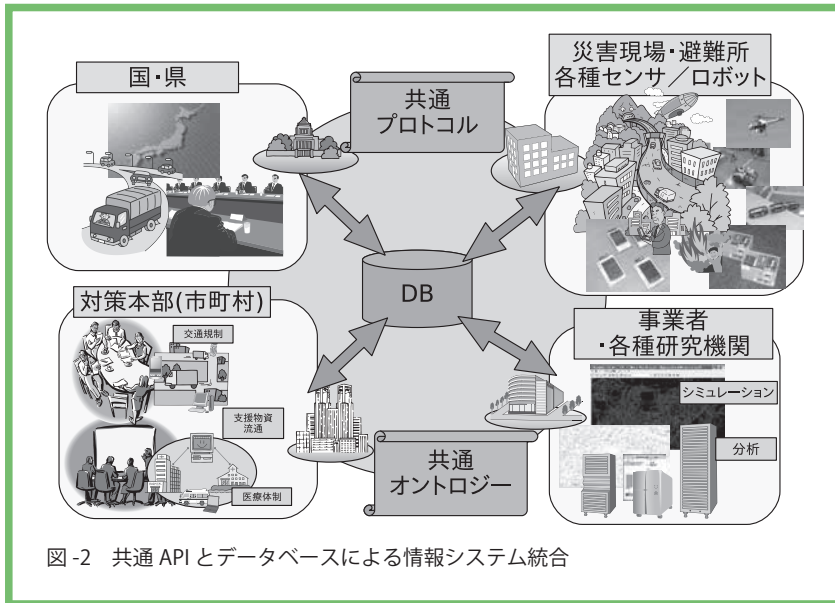 国・県
共通
プロトコル
災害現場・避難所
各種センサ／ロボット
DB
対策本部(市町村)
交通規制
支援物資
流通
医療体制
共通
オントロジー
事業者
・各種研究機関
シミュレーション
分析
図-2　共通 API とデータベースによる情報システム統合